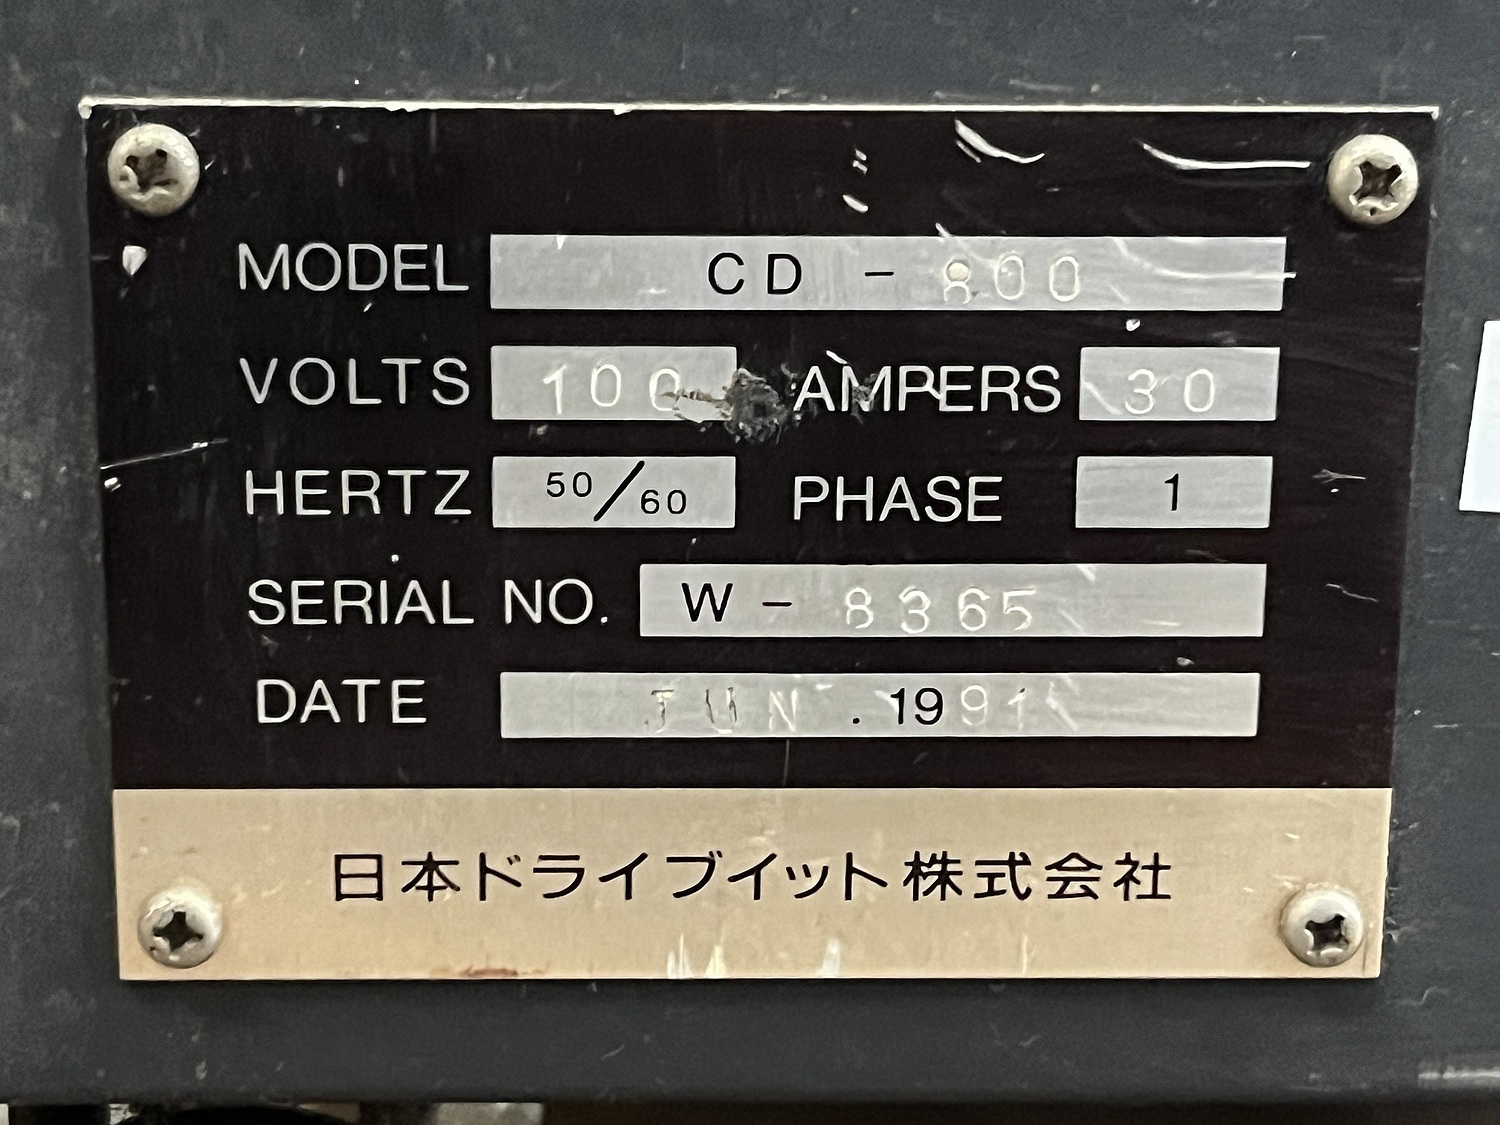 MODEL CD - 800
VOLTS 100 AMPERS 30
HERTZ 50/60 PHASE 1
SERIAL NO. W - 8365
DATE JUN . 1991
日本ドライブイット株式会社